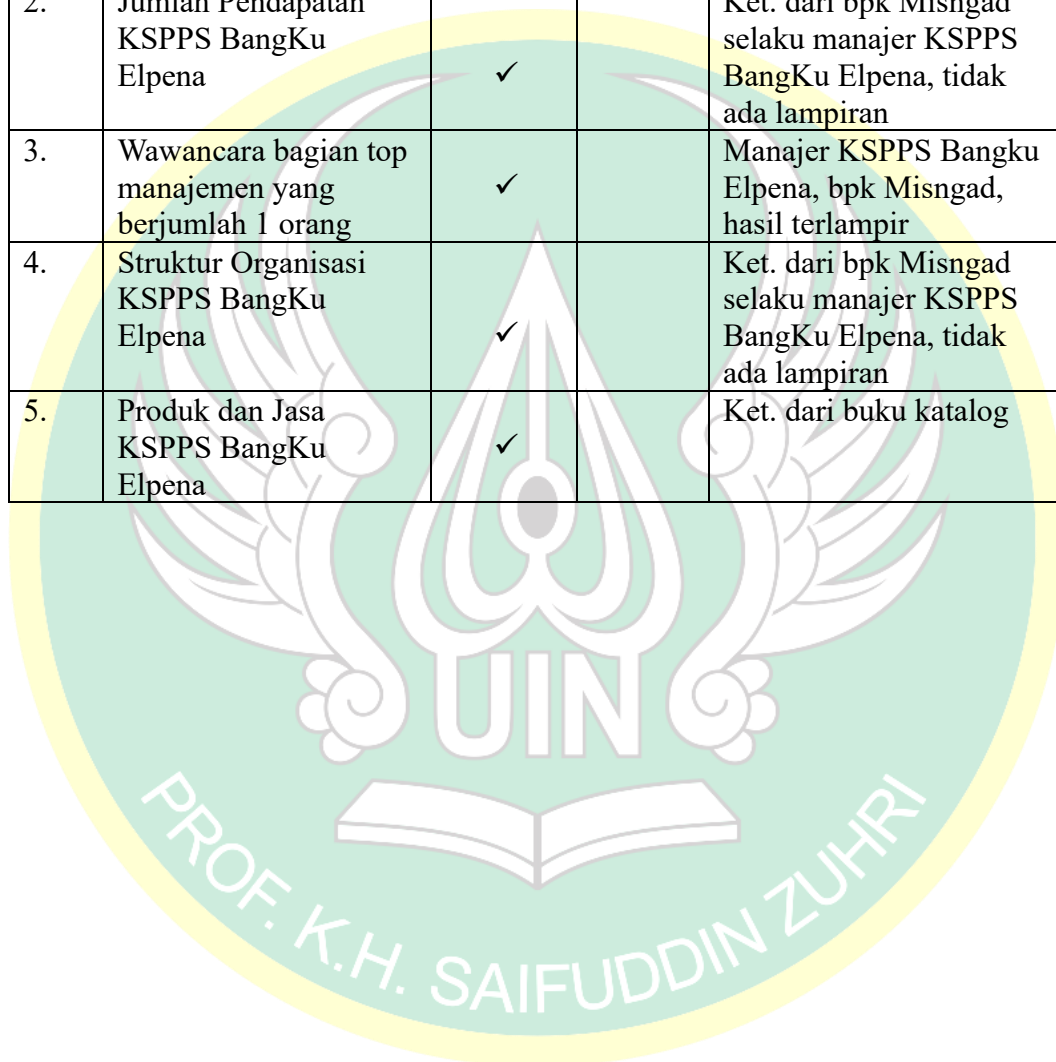 2. Jumlah Pendapatan Ket. dari bpk Misngad
KSPPS BangKu selaku manajer KSPPS
Elpena ✓ BangKu Elpena, tidak
ada lampiran
3. Wawancara bagian top Manajer KSPPS Bangku
manajemen yang ✓ Elpena, bpk Misngad,
berjumlah 1 orang hasil terlampir
4. Struktur Organisasi Ket. dari bpk Misngad
KSPPS BangKu selaku manajer KSPPS
Elpena ✓ BangKu Elpena, tidak
ada lampiran
5. Produk dan Jasa Ket. dari buku katalog
KSPPS BangKu ✓
Elpena
UIN
PROF. K.H. SAIFUDDIN ZUHRI